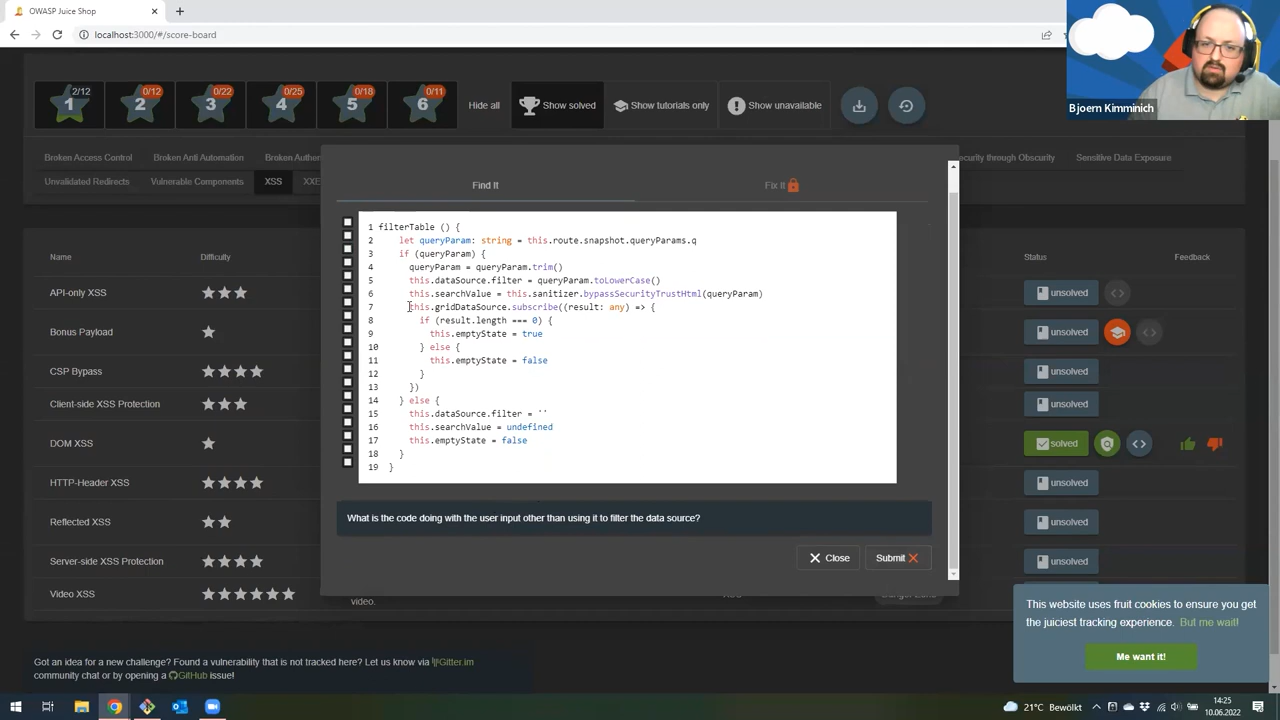 OWASP Juice Shop
localhost:3000/#/score-board
Bjoern Kimminich
1 2/12
2 0/12
3 0/22
4 0/25
5 0/18
6 0/11
Hide all
Show solved
Show tutorials only
Show unavailable
Broken Access Control
Broken Anti Automation
Broken Authen
ecurity through Obscurity
Sensitive Data Exposure
Unvalidated Redirects
Vulnerable Components
XSS
XXE
Find It
Fix It
1 filterTable () {
2 let queryParam: string = this.route.snapshot.queryParams.q
3 if (queryParam) {
4 queryParam = queryParam.trim()
5 this.dataSource.filter = queryParam.toLowerCase()
6 this.searchValue = this.sanitizer.bypassSecurityTrustHtml(queryParam)
7 this.gridDataSource.subscribe((result: any) => {
8 if (result.length === 0) {
9 this.emptyState = true
10 } else {
11 this.emptyState = false
12 }
13 })
14 } else {
15 this.dataSource.filter = ''
16 this.searchValue = undefined
17 this.emptyState = false
18 }
19 }
What is the code doing with the user input other than using it to filter the data source?
Close
Submit
Name
Difficulty
Status
Feedback
API-only XSS
unsolved
Bonus Payload
unsolved
CSP Bypass
unsolved
Client-side XSS Protection
unsolved
DOM XSS
solved
HTTP-Header XSS
unsolved
Reflected XSS
unsolved
Server-side XSS Protection
unsolved
Video XSS
video.
XSS
Danger Zone
Got an idea for a new challenge? Found a vulnerability that is not tracked here? Let us know via Gitter.im
community chat or by opening a GitHub issue!
This website uses fruit cookies to ensure you get
the juiciest tracking experience. But me wait!
Me want it!
21°C Bewölkt
14:25
10.06.2022